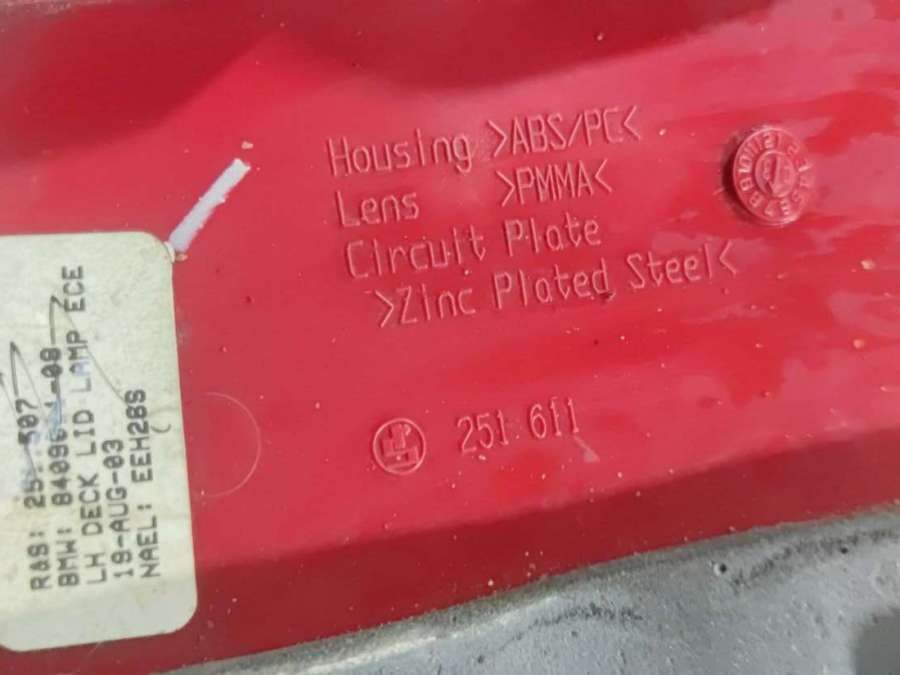 Housing >ABS/PC<
Lens >PMMA<
Circuit Plate
>Zinc Plated Steel<
251 611
R&S:
BMW:
LH DECK LID LAMP ECE
19-AUG-03
NAEL: EEH28S